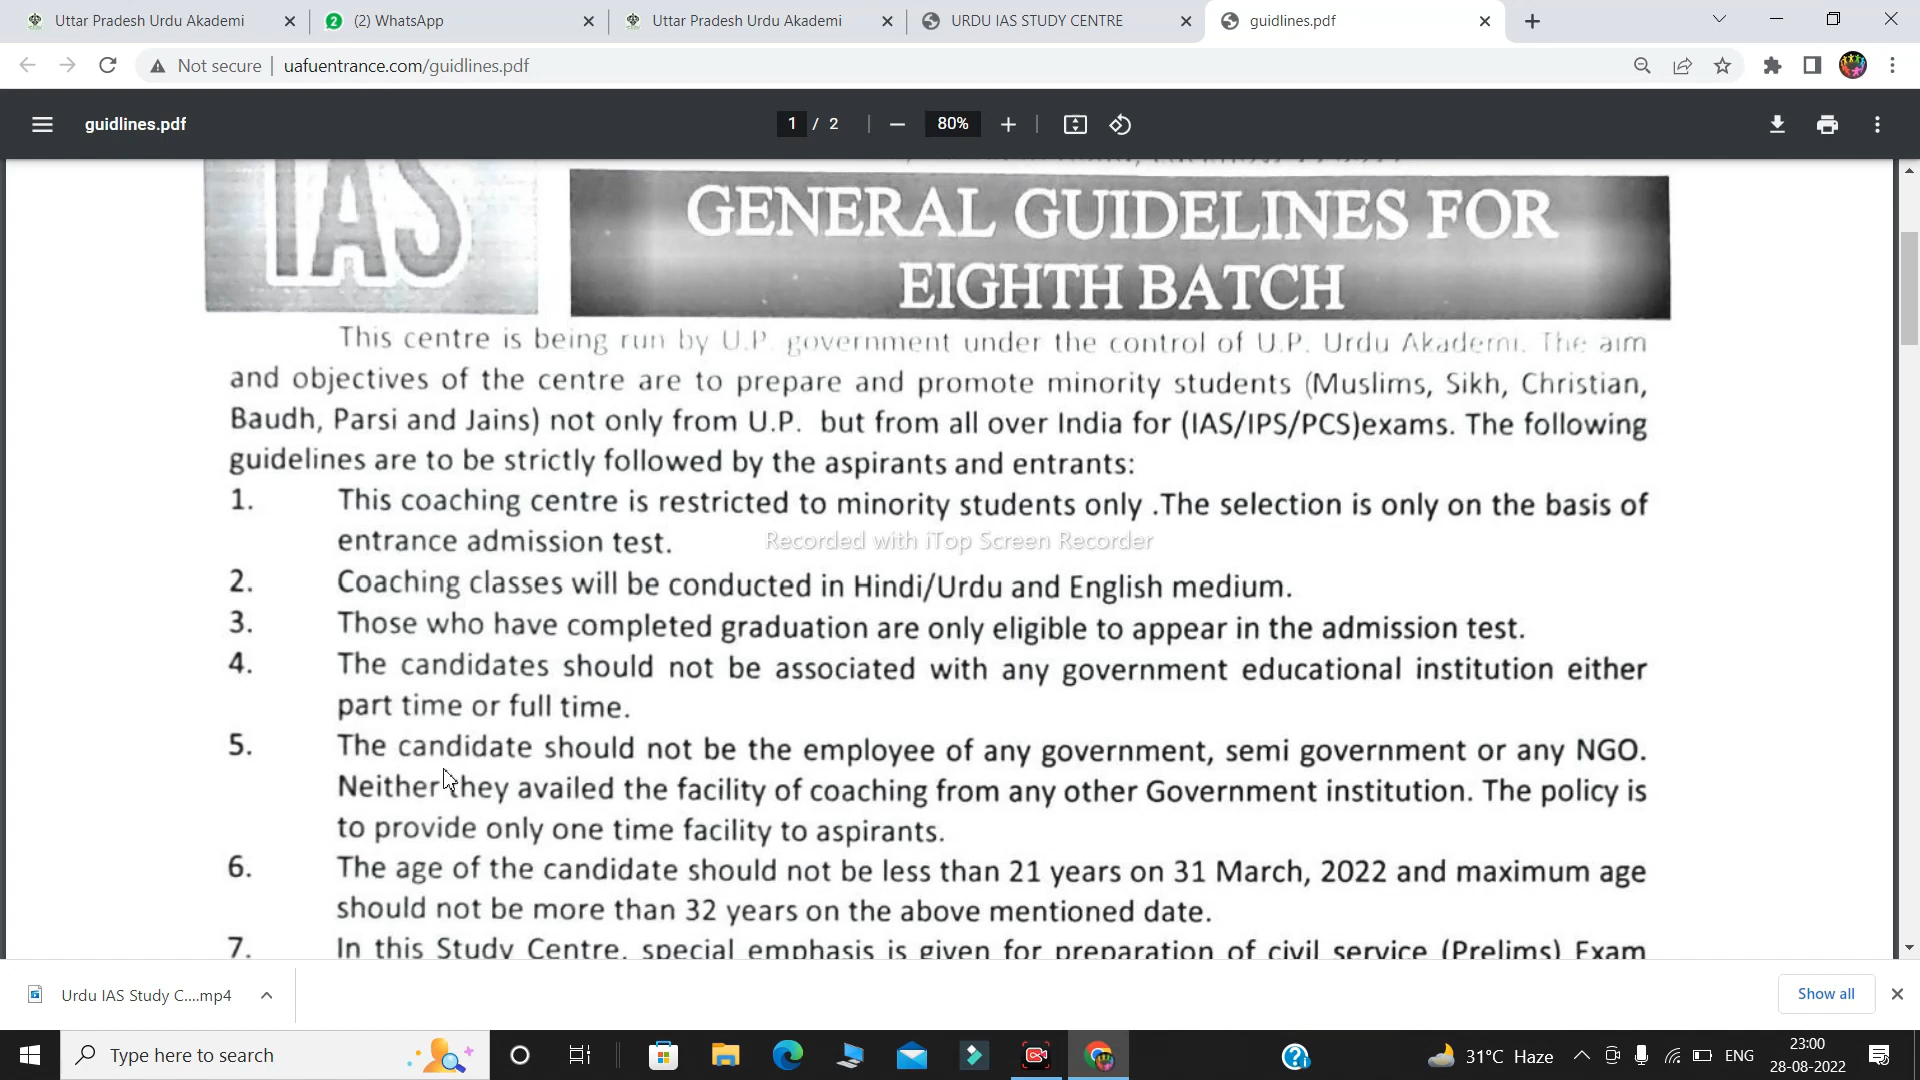 Uttar Pradesh Urdu Akademi
(2) WhatsApp
Uttar Pradesh Urdu Akademi
URDU IAS STUDY CENTRE
guidlines.pdf
Not secure
uafuentrance.com/guidlines.pdf
guidlines.pdf
1 / 2
80%
IAS
GENERAL GUIDELINES FOR
EIGHTH BATCH
This centre is being run by U.P. government under the control of U.P. Urdu Akademi. The aim
and objectives of the centre are to prepare and promote minority students (Muslims, Sikh, Christian,
Baudh, Parsi and Jains) not only from U.P. but from all over India for (IAS/IPS/PCS)exams. The following
guidelines are to be strictly followed by the aspirants and entrants:
1. This coaching centre is restricted to minority students only .The selection is only on the basis of
entrance admission test.
Recorded with iTop Screen Recorder
2. Coaching classes will be conducted in Hindi/Urdu and English medium.
3. Those who have completed graduation are only eligible to appear in the admission test.
4. The candidates should not be associated with any government educational institution either
part time or full time.
5. The candidate should not be the employee of any government, semi government or any NGO.
Neither they availed the facility of coaching from any other Government institution. The policy is
to provide only one time facility to aspirants.
6. The age of the candidate should not be less than 21 years on 31 March, 2022 and maximum age
should not be more than 32 years on the above mentioned date.
7. In this Study Centre, special emphasis is given for preparation of civil service (Prelims) Exam
Urdu IAS Study C....mp4
Show all
Type here to search
31°C Haze
ENG
23:00
28-08-2022